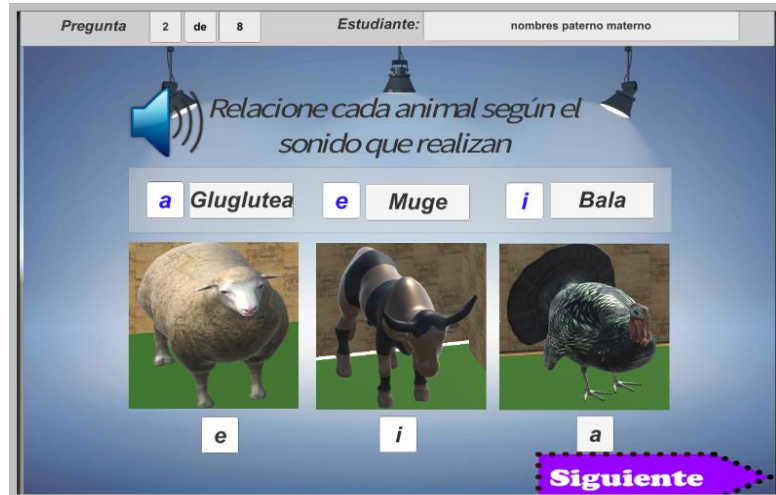 Pregunta 2 de 8 Estudiante: nombres paterno materno
Relacione cada animal según el
sonido que realizan
a Gluglutea e Muge i Bala
e i a
Siguiente